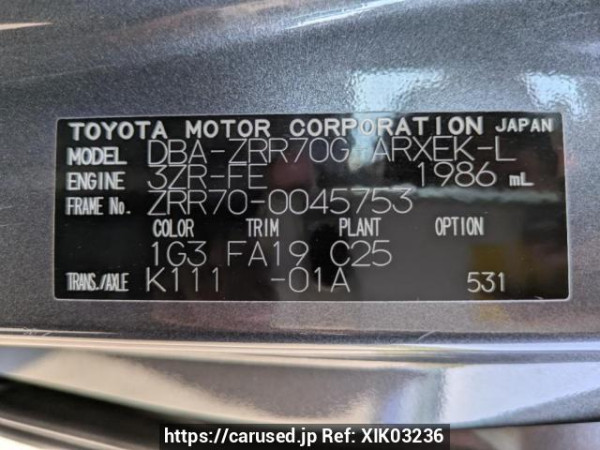 TOYOTA MOTOR CORPORATION JAPAN
MODEL DBA-ZRR70G ARXEK-L
ENGINE 3ZR-FE 1986 mL
FRAME No. ZRR70-0045753
COLOR TRIM PLANT OPTION
1G3 FA19 C25
TRANS./AXLE K111 -01A 531
https://carused.jp Ref: XIK03236